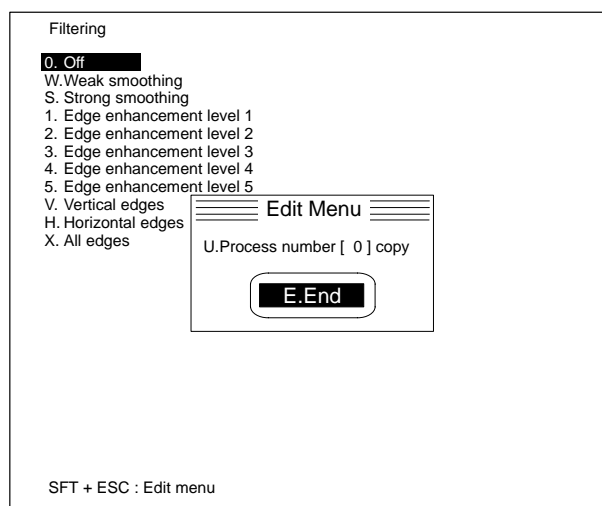 Filtering
0. Off
W.Weak smoothing
S. Strong smoothing
1. Edge enhancement level 1
2. Edge enhancement level 2
3. Edge enhancement level 3
4. Edge enhancement level 4
5. Edge enhancement level 5
V. Vertical edges
H. Horizontal edges
X. All edges
Edit Menu
U.Process number [ 0 ] copy
E.End
SFT + ESC : Edit menu